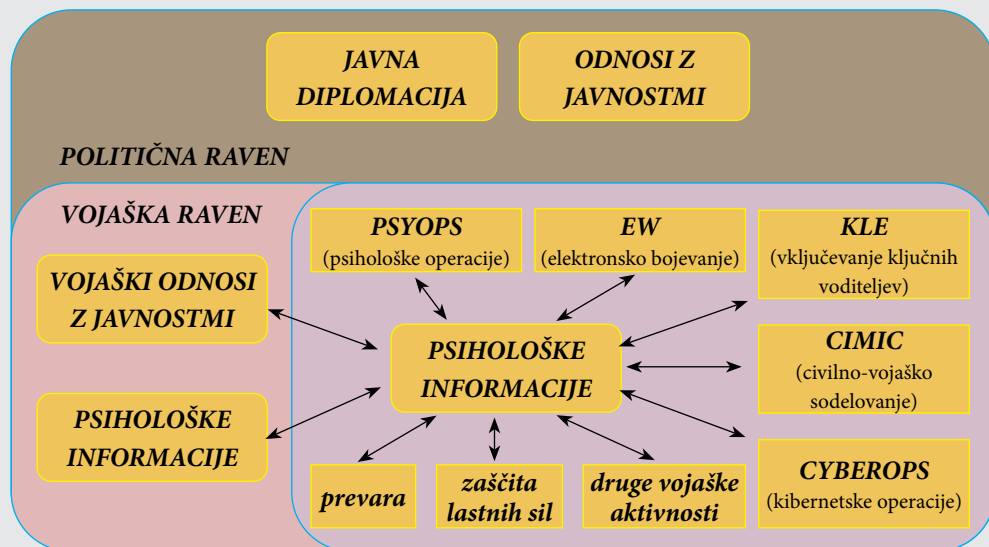 JAVNA
DIPLOMACIJA
ODNOSI Z
JAVNOSTMI
POLITIČNA RAVEN
VOJAŠKA RAVEN
VOJAŠKI ODNOSI
Z JAVNOSTMI
PSIHOLOŠKE
INFORMACIJE
PSYOPS
(psihološke operacije)
EW
(elektronsko bojevanje)
KLE
(vključevanje ključnih
voditeljev)
PSIHOLOŠKE
INFORMACIJE
CIMIC
(civilno-vojaško
sodelovanje)
prevara
zaščita
lastnih sil
druge vojaške
aktivnosti
CYBEROPS
(kibernetske operacije)